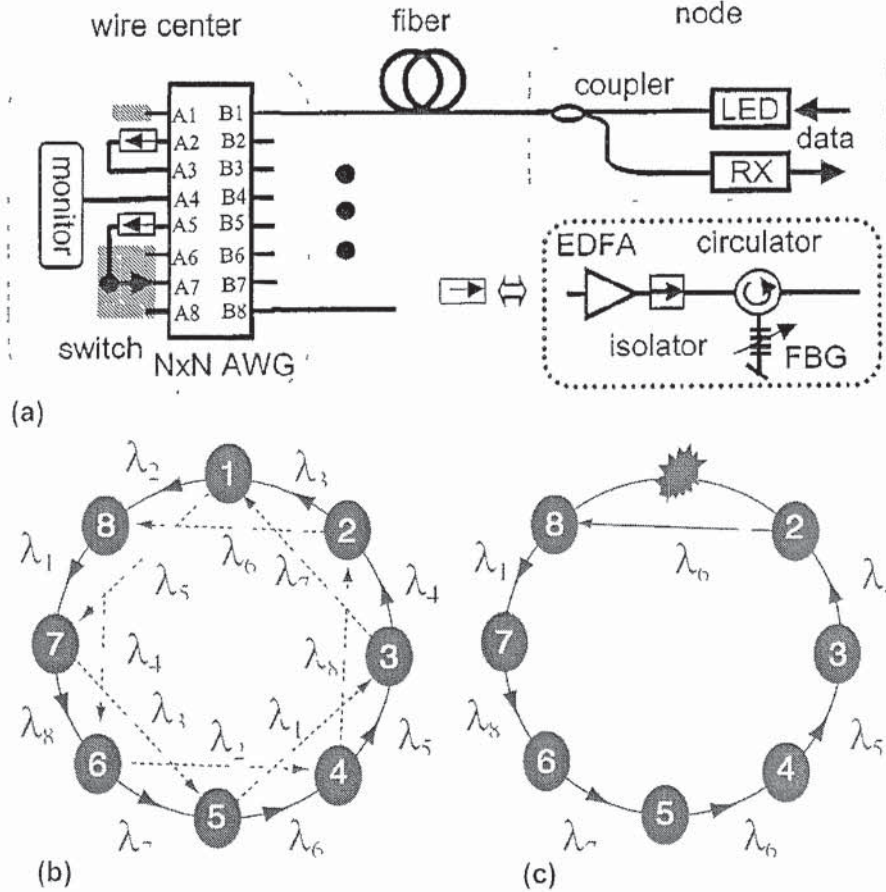 wire center
fiber
node
coupler
LED
data
RX
monitor
A1 B1
A2 B2
A3 B3
A4 B4
A5 B5
A6 B6
A7 B7
A8 B8
switch
NxN AWG
EDFA
circulator
isolator
FBG
(a)
λ2
1
λ3
8
2
λ1
λ6
λ7
λ5
λ4
7
3
λ4
λ8
λ8
λ3
λ1
λ5
6
λ2
4
5
λ7
λ6
(b)
8
2
λ1
λ6
7
3
λ8
λ5
6
4
5
λ7
λ6
(c)